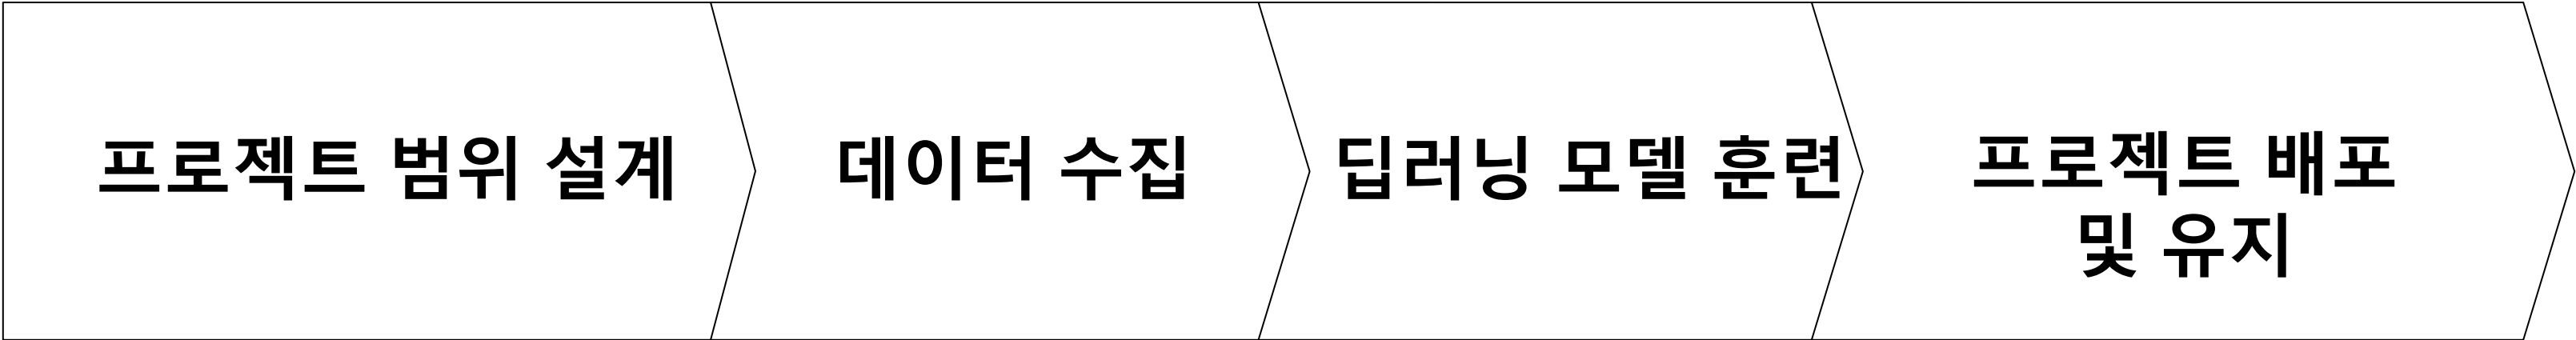 프로젝트 범위 설계
데이터 수집
딥러닝 모델 훈련
프로젝트 배포
및 유지